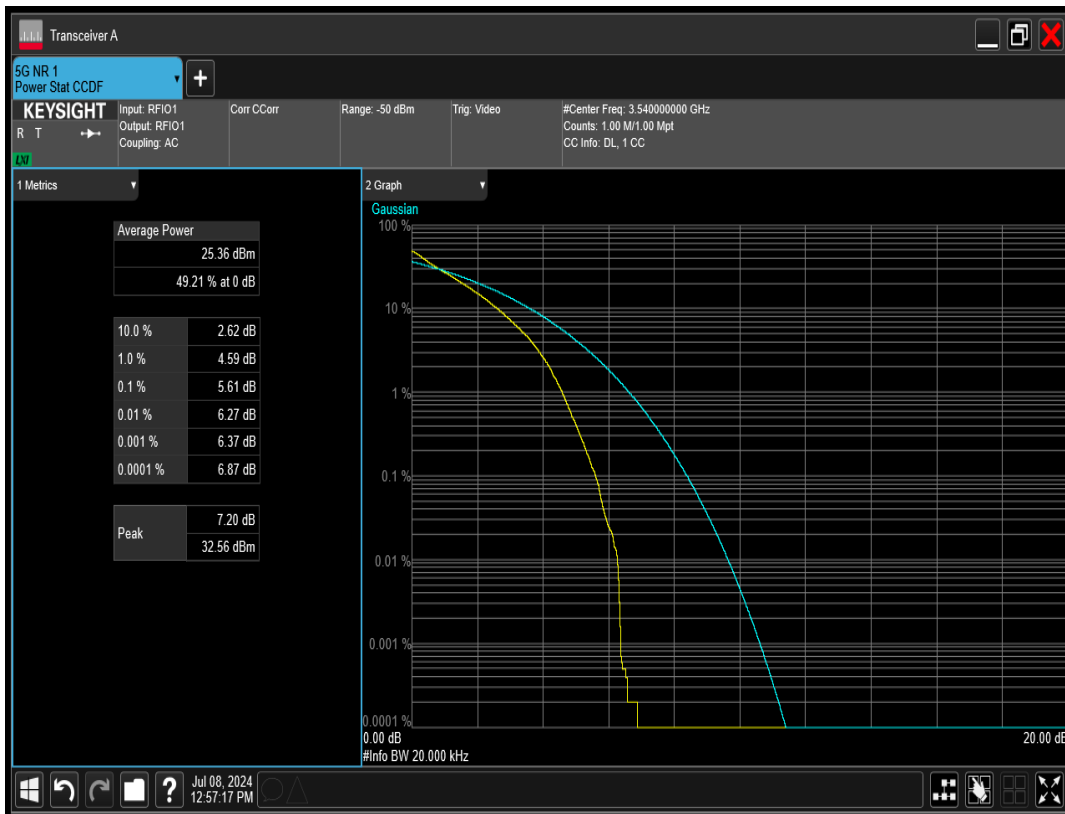 Transceiver A
5G NR 1
Power Stat CCDF
+
KEYSIGHT
R T
LXI
Input: RFIO1
Output: RFIO1
Coupling: AC
Corr CCorr
Range: -50 dBm
Trig: Video
#Center Freq: 3.540000000 GHz
Counts: 1.00 M/1.00 Mpt
CC Info: DL, 1 CC
1 Metrics
Average Power
25.36 dBm
49.21 % at 0 dB
10.0 % 2.62 dB
1.0 % 4.59 dB
0.1 % 5.61 dB
0.01 % 6.27 dB
0.001 % 6.37 dB
0.0001 % 6.87 dB
Peak
7.20 dB
32.56 dBm
2 Graph
Gaussian
100 %
10 %
1 %
0.1 %
0.01 %
0.001 %
0.0001 %
0.00 dB 20.00 dB
#Info BW 20.000 kHz
?
Jul 08, 2024
12:57:17 PM